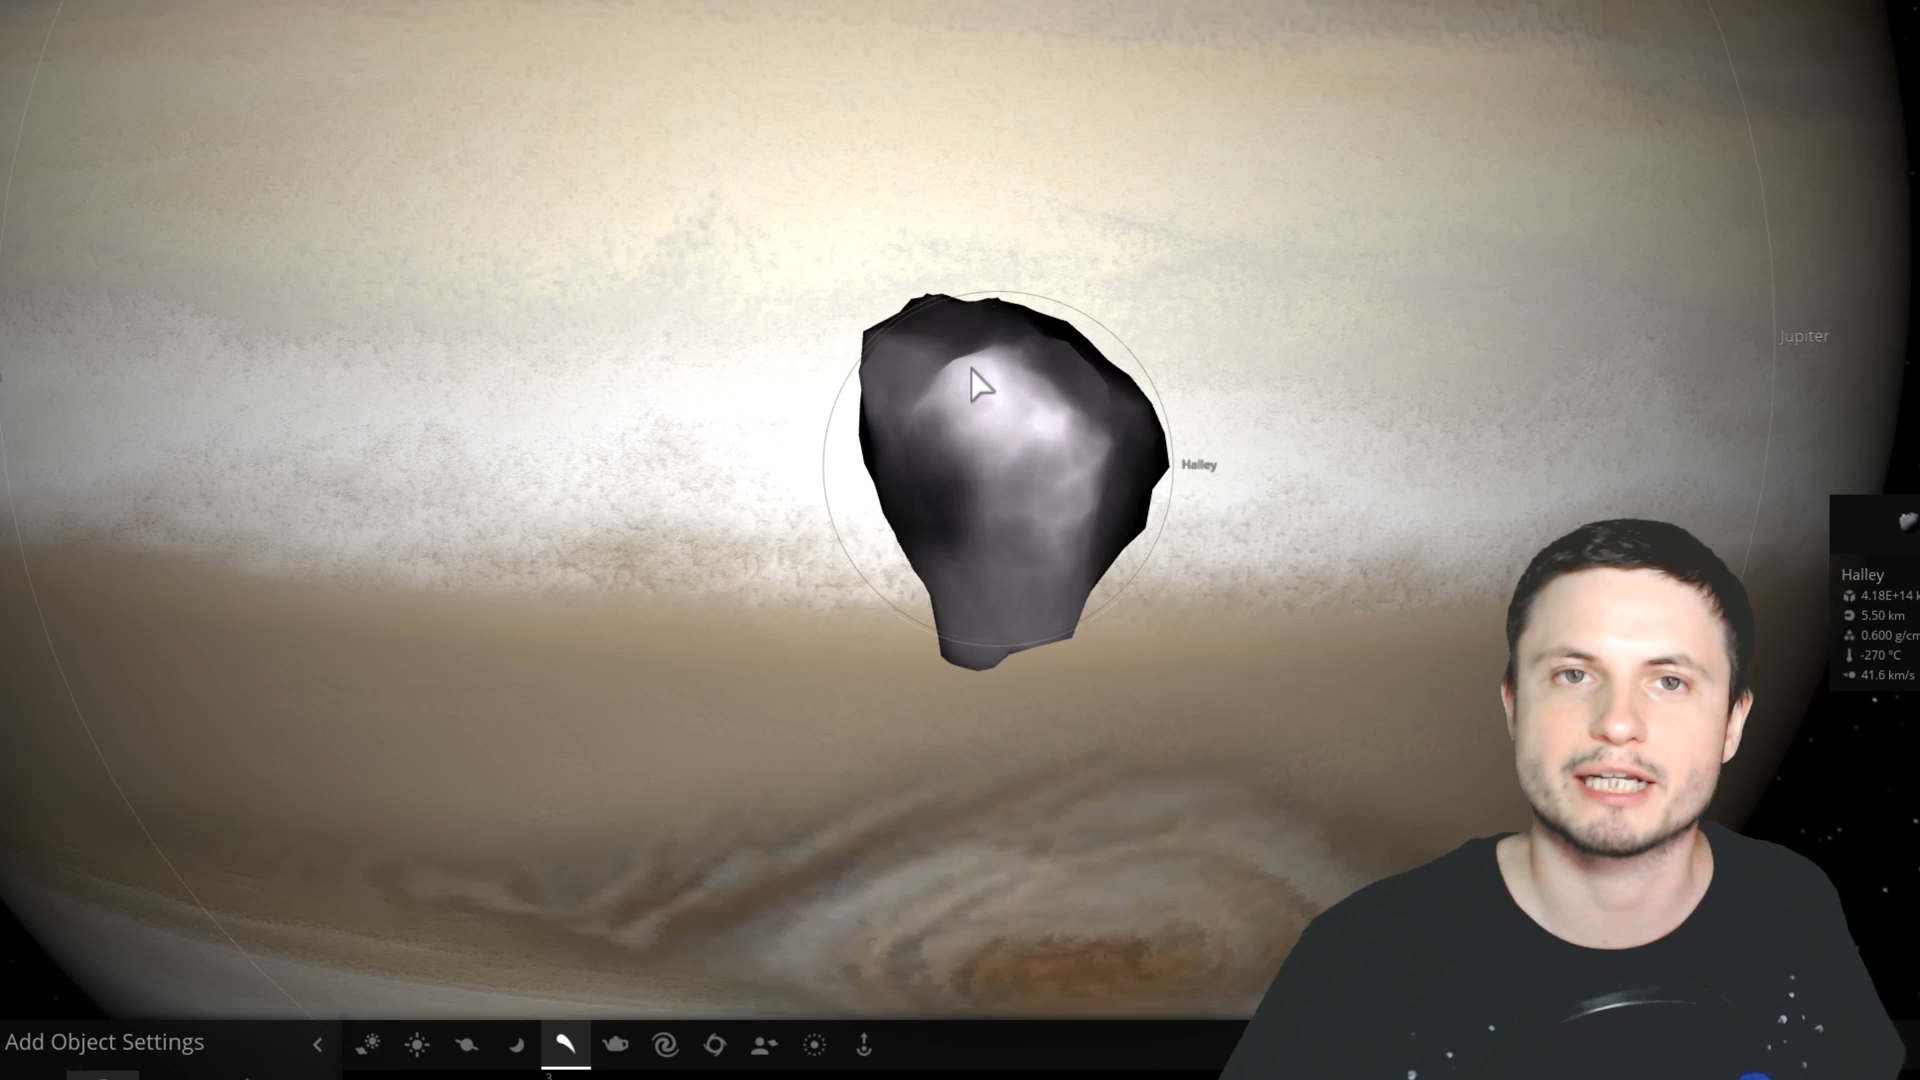 Jupiter
Halley
Halley
4.18E+14 k
5.50 km
0.600 g/cm
-270 °C
41.6 km/s
Add Object Settings
3